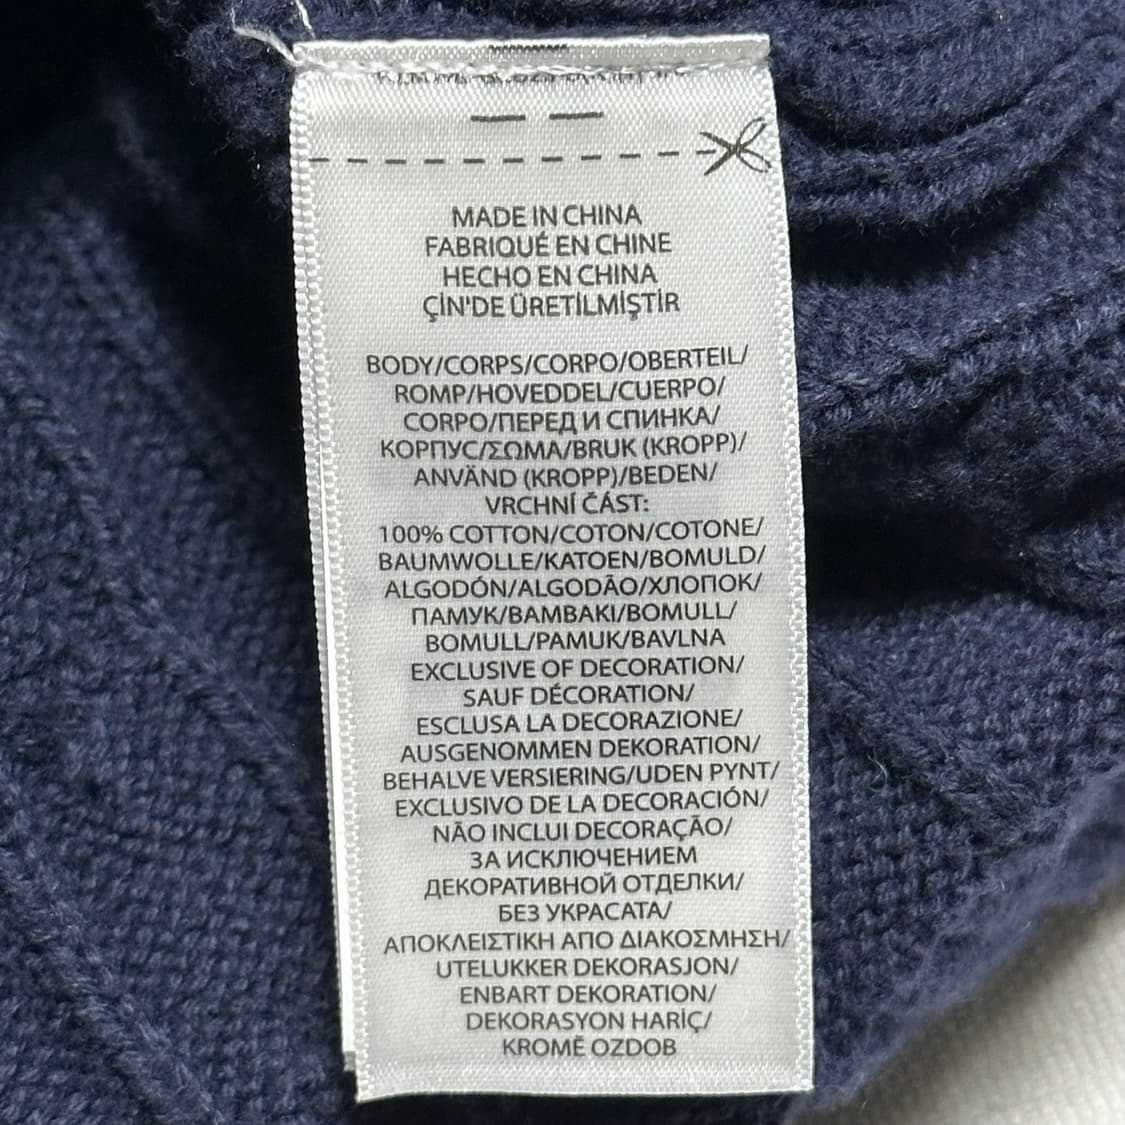 MADE IN CHINA
FABRIQUÉ EN CHINE
HECHO EN CHINA
ÇİN'DE ÜRETİLMİŞTİR
BODY/CORPS/CORPO/OBERTEIL/
ROMP/HOVEDDEL/CUERPO/
CORPO/ПЕРЕД И СПИНКА/
КОРПУС/ΣΩΜΑ/BRUK (KROPP)/
ANVÄND (KROPP)/BEDEN/
VRCHNÍ ČÁST:
100% COTTON/COTON/COTONE/
BAUMWOLLE/KATOEN/BOMULD/
ALGODÓN/ALGODÃO/ХЛОПОК/
ПАМУК/BAMBAKI/BOMULL/
BOMULL/PAMUK/BAVLNA
EXCLUSIVE OF DECORATION/
SAUF DÉCORATION/
ESCLUSA LA DECORAZIONE/
AUSGENOMMEN DEKORATION/
BEHALVE VERSIERING/UDEN PYNT/
EXCLUSIVO DE LA DECORACIÓN/
NÃO INCLUI DECORAÇÃO/
ЗА ИСКЛЮЧЕНИЕМ
ДЕКОРАТИВНОЙ ОТДЕЛКИ/
БЕЗ УКРАСАТА/
ΑΠΟΚΛΕΙΣΤΙΚΗ ΑΠΟ ΔΙΑΚΟΣΜΗΣΗ/
UTELUKKER DEKORASJON/
ENBART DEKORATION/
DEKORASYON HARİÇ/
KROMĚ OZDOB